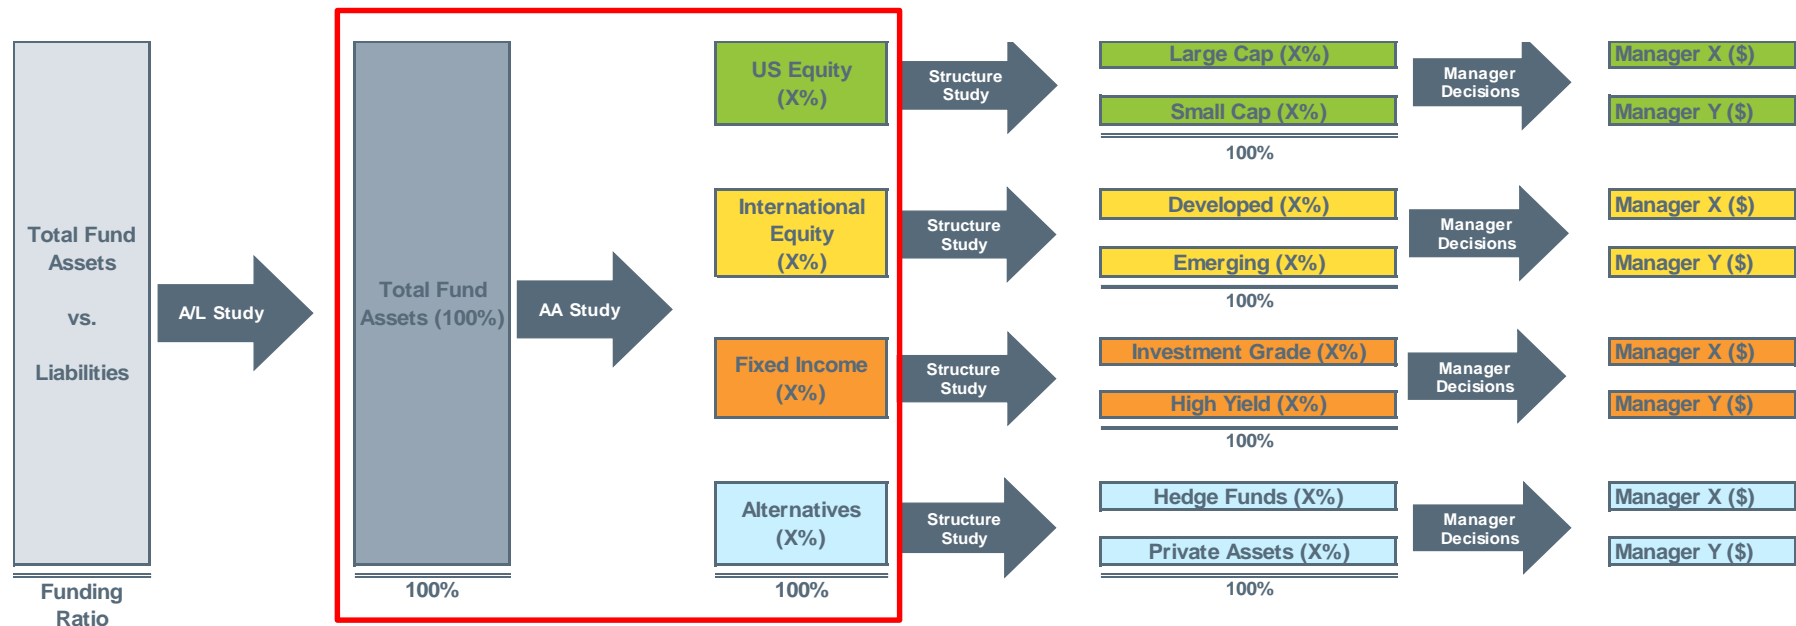 Total Fund
Assets
vs.
Liabilities
Funding
Ratio
A/L Study
Total Fund
Assets (100%)
100%
AA Study
US Equity
(X%)
International
Equity
(X%)
Fixed Income
(X%)
Alternatives
(X%)
100%
Structure
Study
Large Cap (X%)
Small Cap (X%)
100%
Manager
Decisions
Manager X ($)
Manager Y ($)
Structure
Study
Developed (X%)
Emerging (X%)
100%
Manager
Decisions
Manager X ($)
Manager Y ($)
Structure
Study
Investment Grade (X%)
High Yield (X%)
100%
Manager
Decisions
Manager X ($)
Manager Y ($)
Structure
Study
Hedge Funds (X%)
Private Assets (X%)
100%
Manager
Decisions
Manager X ($)
Manager Y ($)